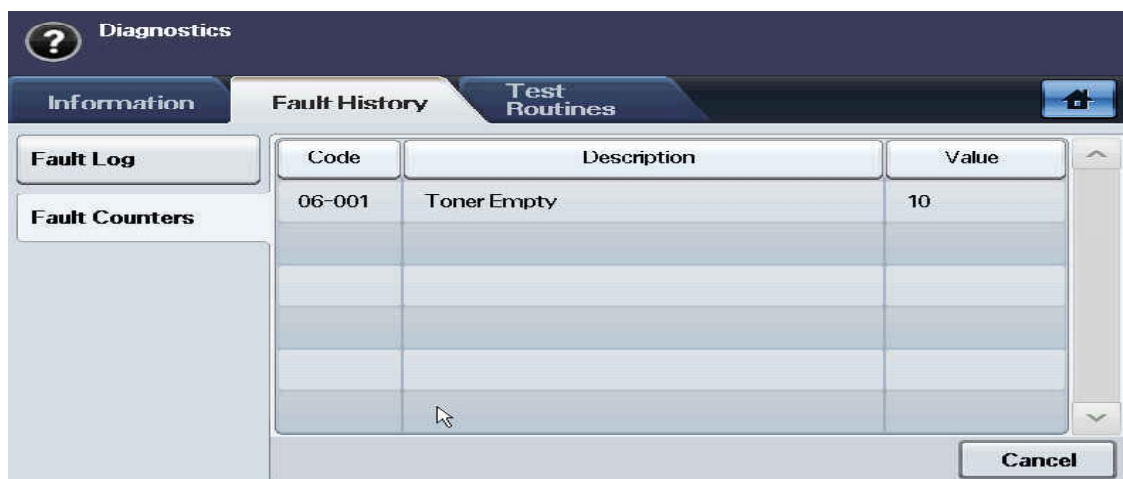 ?
Diagnostics
Information
Fault History
Test
Routines
Fault Log
Fault Counters
Code Description Value
06-001 Toner Empty 10
Cancel